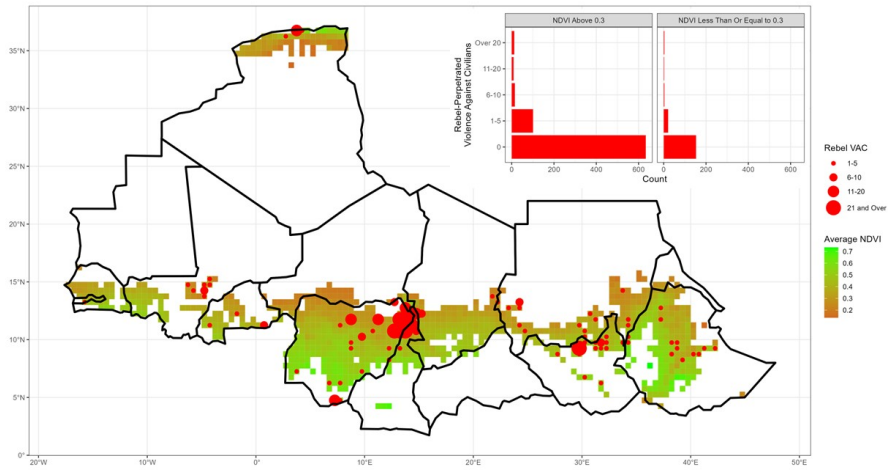 NDVI Above 0.3
NDVI Less Than Or Equal to 0.3
Rebel-Perpetrated
Violence Against Civilians
Over 20
11-20
6-10
1-5
0
0 200 400 600
0 200 400 600
Count
35°N
30°N
25°N
20°N
15°N
10°N
5°N
0°
20°W
10°W
0°
10°E
20°E
30°E
40°E
50°E
Rebel VAC
1-5
6-10
11-20
21 and Over
Average NDVI
0.7
0.6
0.5
0.4
0.3
0.2